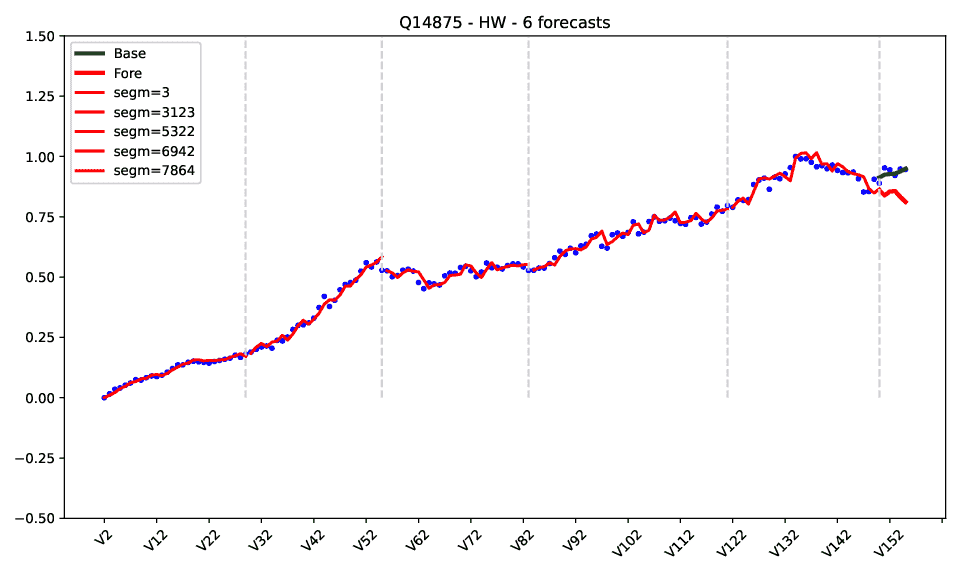 Q14875 - HW - 6 forecasts
1.50
1.25
1.00
0.75
0.50
0.25
0.00
−0.25
−0.50
Base
Fore
segm=3
segm=3123
segm=5322
segm=6942
segm=7864
V2
V12
V22
V32
V42
V52
V62
V72
V82
V92
V102
V112
V122
V132
V142
V152